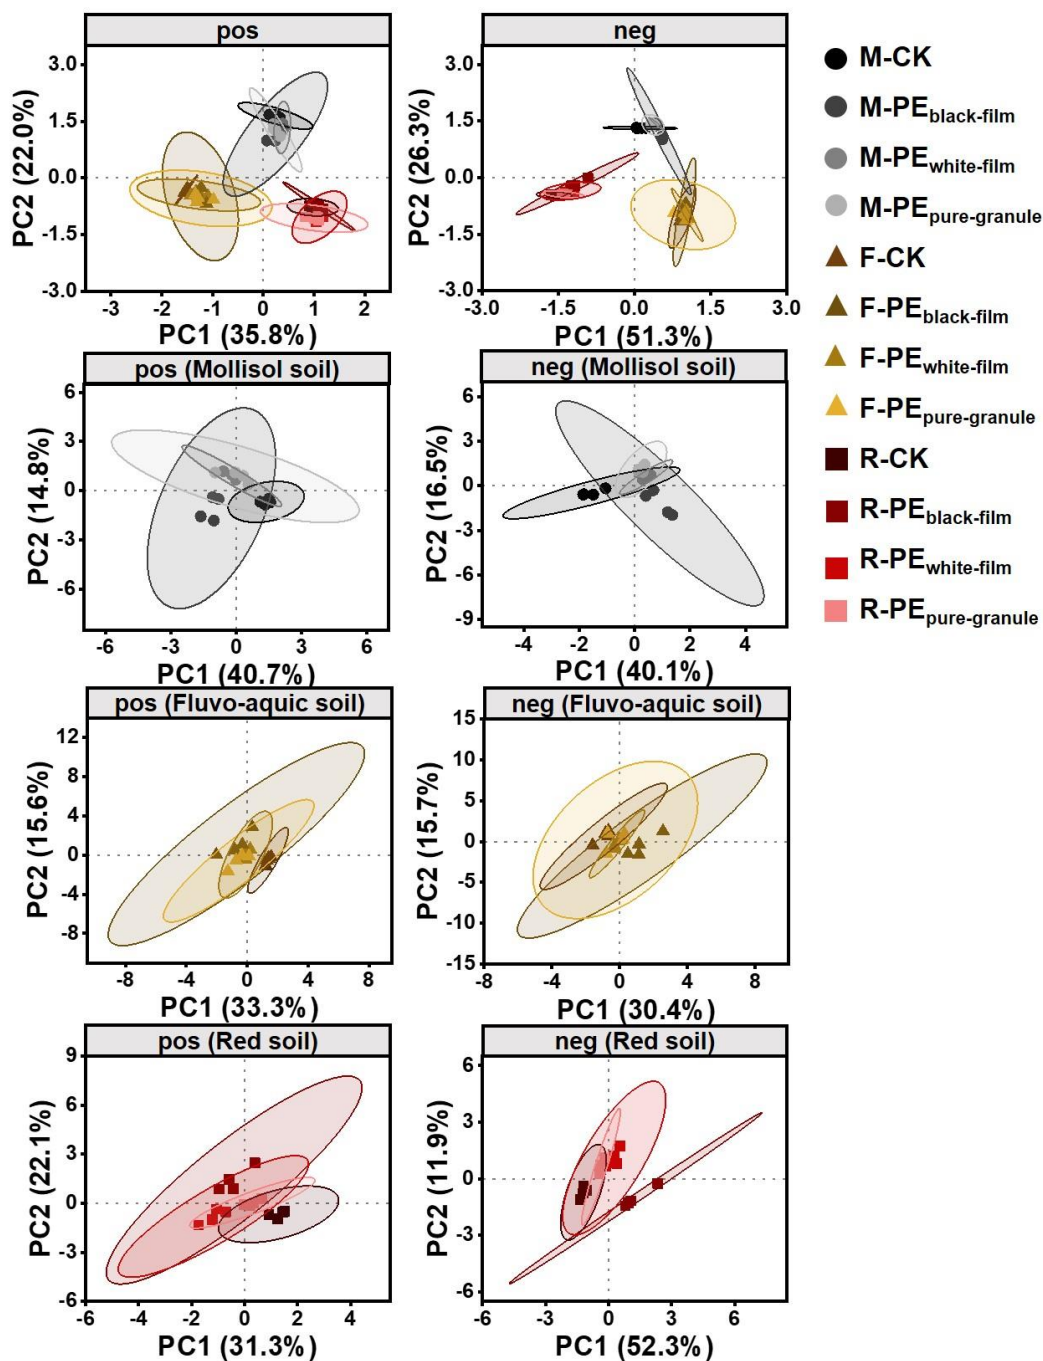 pos
3.0
1.5
0.0
-1.5
-3.0
PC2 (22.0%)
-3
-2
-1
0
1
2
PC1 (35.8%)
neg
3.0
1.5
0.0
-1.5
-3.0
PC2 (26.3%)
-3.0
-1.5
0.0
1.5
3.0
PC1 (51.3%)
M-CK
M-PEblack-film
M-PEwhite-film
M-PEpure-granule
F-CK
F-PEblack-film
F-PEwhite-film
F-PEpure-granule
R-CK
R-PEblack-film
R-PEwhite-film
R-PEpure-granule
pos (Mollisol soil)
6
3
0
-3
-6
PC2 (14.8%)
-6
-3
0
3
6
PC1 (40.7%)
neg (Mollisol soil)
6
3
0
-3
-6
-9
PC2 (16.5%)
-4
-2
0
2
4
PC1 (40.1%)
pos (Fluvo-aquic soil)
12
8
4
0
-4
-8
PC2 (15.6%)
-8
-4
0
4
8
PC1 (33.3%)
neg (Fluvo-aquic soil)
15
10
5
0
-5
-10
-15
PC2 (15.7%)
-8
-4
0
4
8
PC1 (30.4%)
pos (Red soil)
9
6
3
0
-3
-6
PC2 (22.1%)
-6
-4
-2
0
2
4
PC1 (31.3%)
neg (Red soil)
6
3
0
-3
-6
PC2 (11.9%)
-6
-3
0
3
6
PC1 (52.3%)